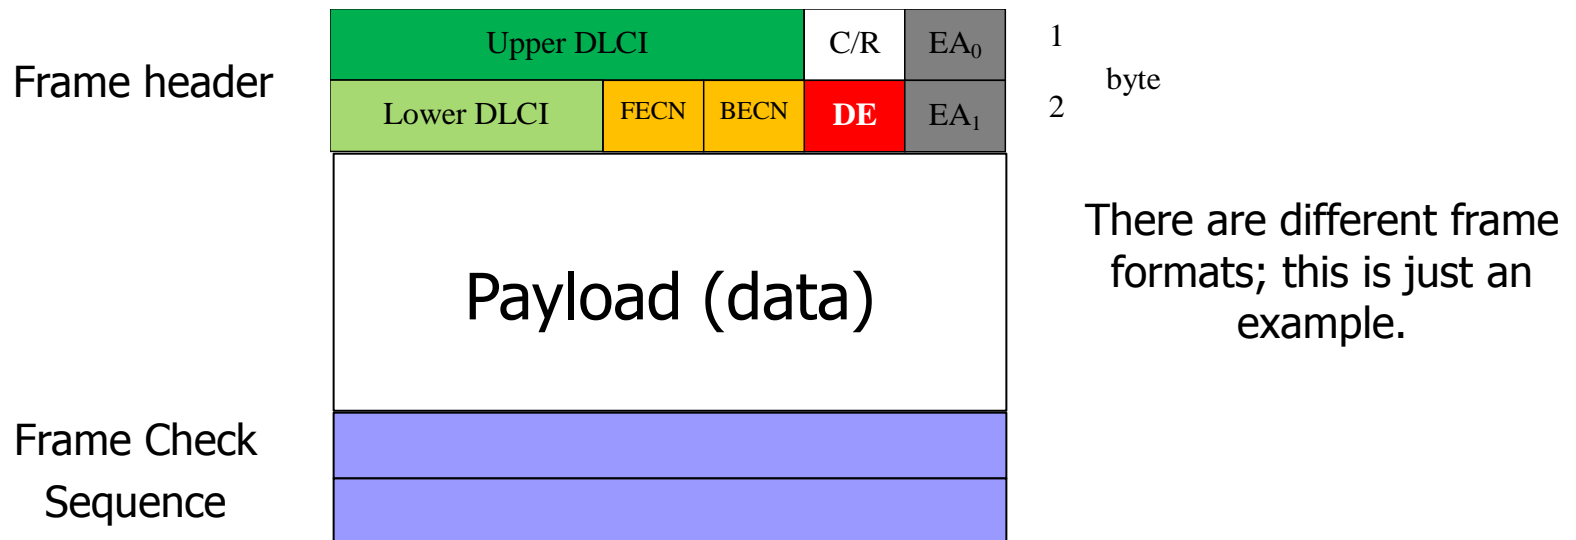 Frame header
Upper DLCI C/R EA₀ 1
byte
Lower DLCI FECN BECN DE EA₁ 2
Payload (data)
There are different frame
formats; this is just an
example.
Frame Check
Sequence